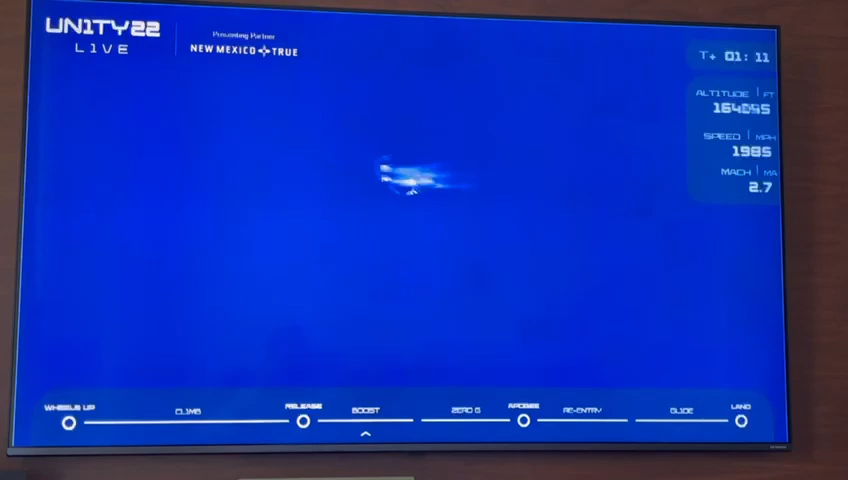 UN1TY22
L1VE
Presenting Partner
NEW MEXICO TRUE
T+ 01: 11
ALTITUDE | FT
SPEED | MPH
1985
MACH | MA
2.7
WHEELS UP
CLIMB
RELEASE
BOOST
ZERO G
APOGEE
RE-ENTRY
GLIDE
LAND